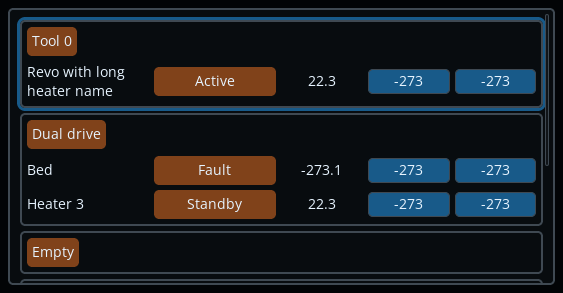 Tool 0
Revo with long
heater name
Active
22.3
-273
-273
Dual drive
Bed
Fault
-273.1
-273
-273
Heater 3
Standby
22.3
-273
-273
Empty